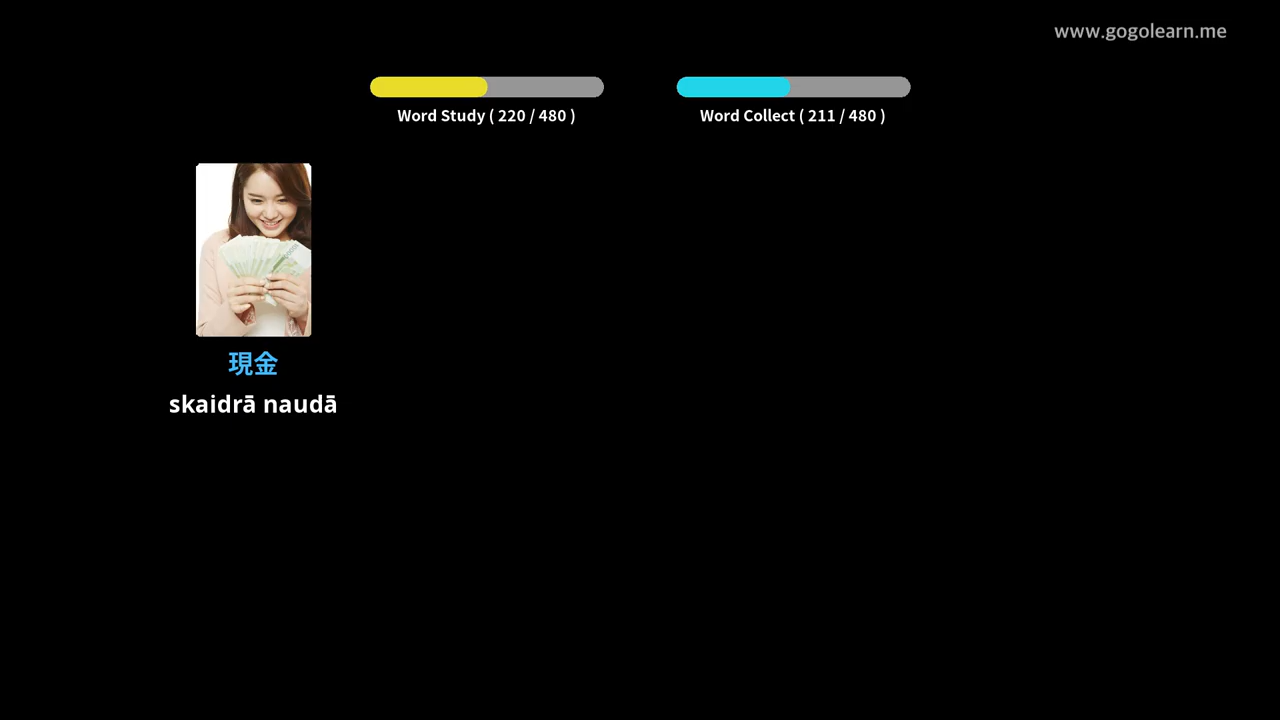 www.gogolearn.me
Word Study ( 220 / 480 )
Word Collect ( 211 / 480 )
現金
skaidrā naudā